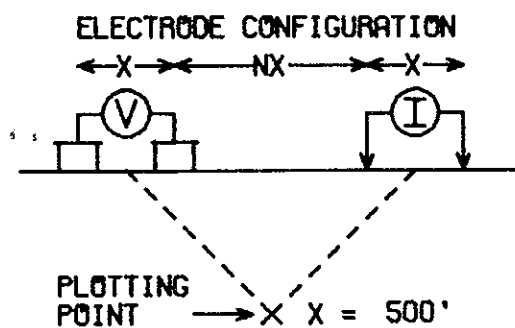 ELECTRODE CONFIGURATION
X NX X
V I
PLOTTING
POINT X X = 500'